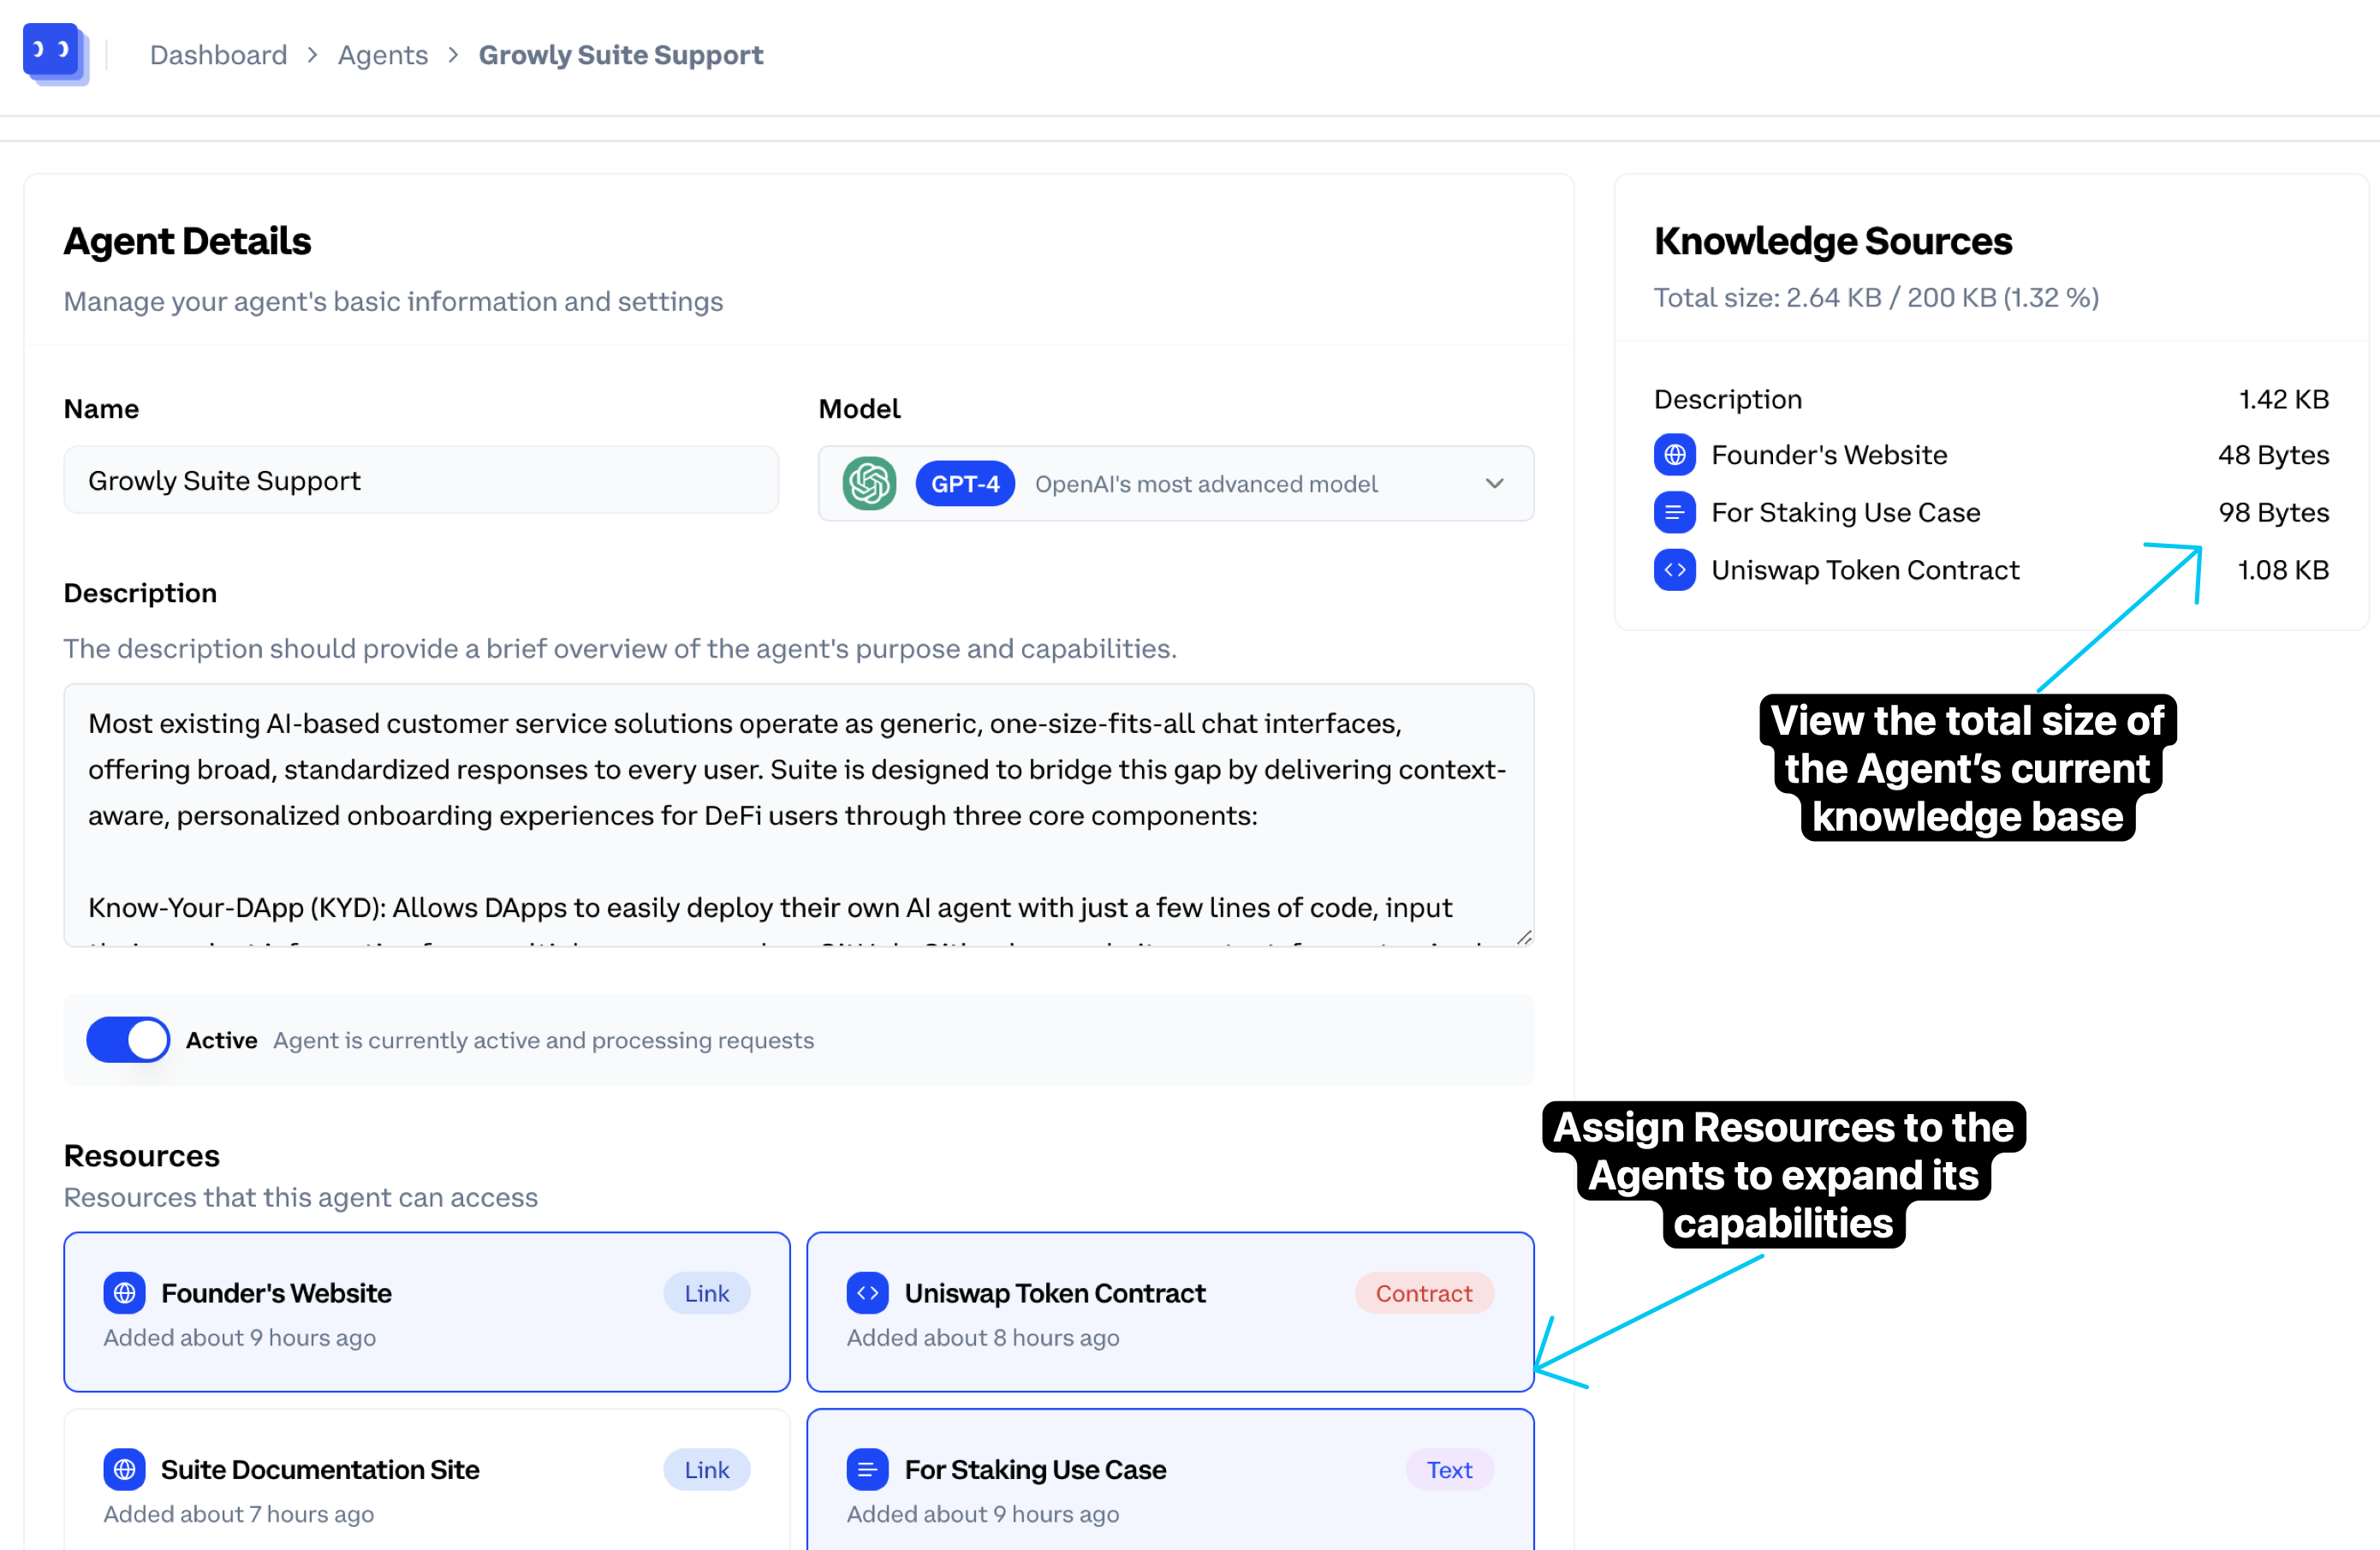 Dashboard > Agents > Growly Suite Support
Agent Details
Manage your agent's basic information and settings
Name
Growly Suite Support
Model
GPT-4 OpenAI's most advanced model
Description
The description should provide a brief overview of the agent's purpose and capabilities.
Most existing AI-based customer service solutions operate as generic, one-size-fits-all chat interfaces,
offering broad, standardized responses to every user. Suite is designed to bridge this gap by delivering context-
aware, personalized onboarding experiences for DeFi users through three core components:
Know-Your-DApp (KYD): Allows DApps to easily deploy their own AI agent with just a few lines of code, input
Active Agent is currently active and processing requests
Resources
Resources that this agent can access
Founder's Website Link
Added about 9 hours ago
Uniswap Token Contract Contract
Added about 8 hours ago
Suite Documentation Site Link
Added about 7 hours ago
For Staking Use Case Text
Added about 9 hours ago
Knowledge Sources
Total size: 2.64 KB / 200 KB (1.32 %)
Description 1.42 KB
Founder's Website 48 Bytes
For Staking Use Case 98 Bytes
Uniswap Token Contract 1.08 KB
View the total size of
the Agent’s current
knowledge base
Assign Resources to the
Agents to expand its
capabilities